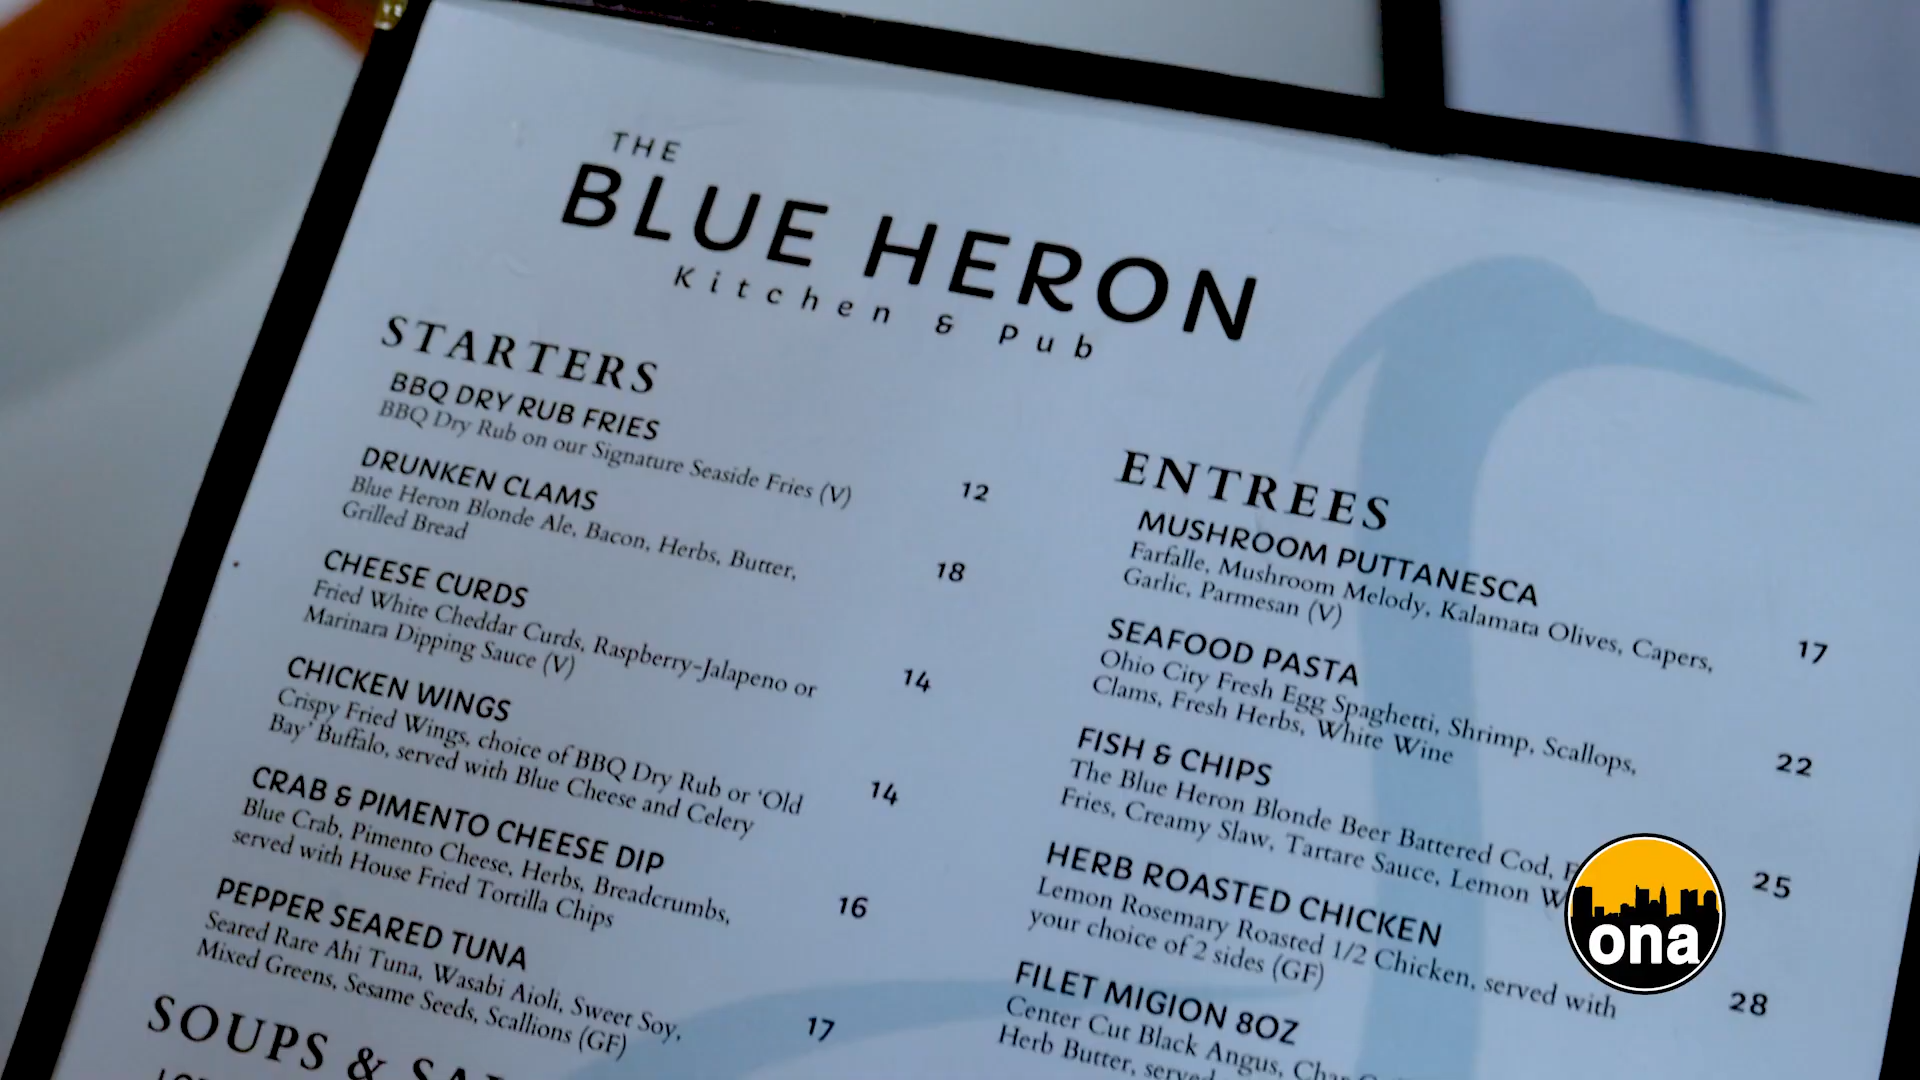 THE
BLUE HERON
Kitchen & Pub
STARTERS
BBQ DRY RUB FRIES
BBQ Dry Rub on our Signature Seaside Fries (V)
12
DRUNKEN CLAMS
Blue Heron Blonde Ale, Bacon, Herbs, Butter,
Grilled Bread
18
CHEESE CURDS
Fried White Cheddar Curds, Raspberry-Jalapeno or
Marinara Dipping Sauce (V)
14
CHICKEN WINGS
Crispy Fried Wings, choice of BBQ Dry Rub or ‘Old
Bay’ Buffalo, served with Blue Cheese and Celery
14
CRAB & PIMENTO CHEESE DIP
Blue Crab, Pimento Cheese, Herbs, Breadcrumbs,
served with House Fried Tortilla Chips
16
PEPPER SEARED TUNA
Seared Rare Ahi Tuna, Wasabi Aioli, Sweet Soy,
Mixed Greens, Sesame Seeds, Scallions (GF)
17
SOUPS &
ENTREES
MUSHROOM PUTTANESCA
Farfalle, Mushroom Melody, Kalamata Olives, Capers,
Garlic, Parmesan (V)
17
SEAFOOD PASTA
Ohio City Fresh Egg Spaghetti, Shrimp, Scallops,
Clams, Fresh Herbs, White Wine
22
FISH & CHIPS
The Blue Heron Blonde Beer Battered Cod,
Fries, Creamy Slaw, Tartare Sauce, Lemon
25
HERB ROASTED CHICKEN
Lemon Rosemary Roasted 1/2 Chicken, served with
your choice of 2 sides (GF)
28
FILET MIGION 8OZ
Center Cut Black Angus,
Herb Butter, served
ona